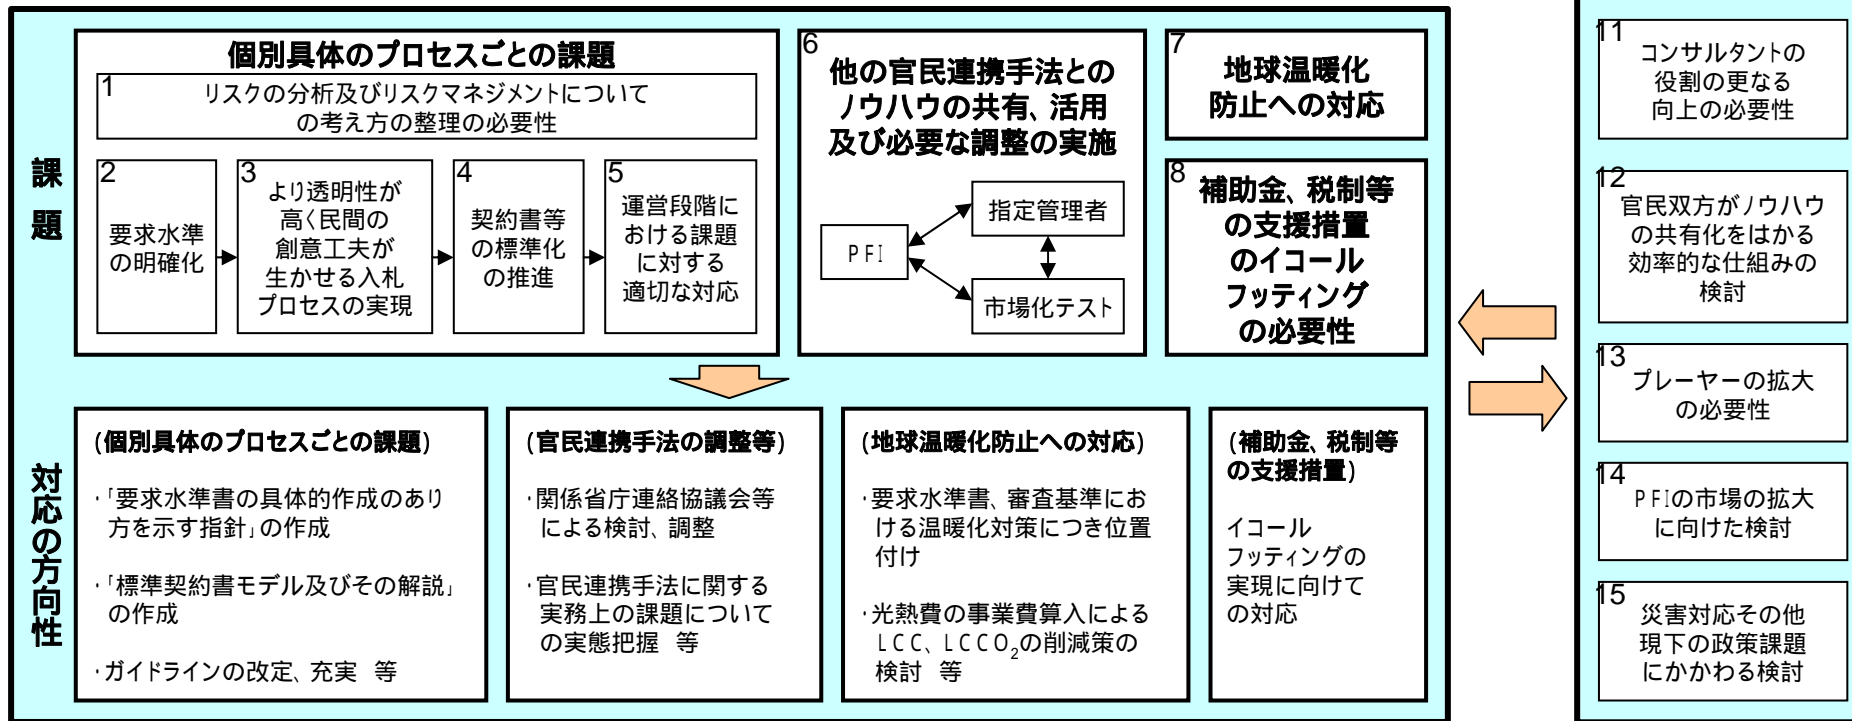 課題
個別具体のプロセスごとの課題
1
リスクの分析及びリスクマネジメントについて
の考え方の整理の必要性
2
要求水準
の明確化
3
より透明性が
高く民間の
創意工夫が
生かせる入札
プロセスの実現
4
契約書等
の標準化
の推進
5
運営段階に
おける課題
に対する
適切な対応
6
他の官民連携手法との
ノウハウの共有、活用
及び必要な調整の実施
PFI
指定管理者
市場化テスト
7
地球温暖化
防止への対応
8
補助金、税制等
の支援措置
のイコール
フッティング
の必要性
対応の方向性
(個別具体のプロセスごとの課題)
・「要求水準書の具体的作成のあり
方を示す指針」の作成
・「標準契約書モデル及びその解説」
の作成
・ガイドラインの改定、充実 等
(官民連携手法の調整等)
・関係省庁連絡協議会等
による検討、調整
・官民連携手法に関する
実務上の課題について
の実態把握 等
(地球温暖化防止への対応)
・要求水準書、審査基準にお
ける温暖化対策につき位置
付け
・光熱費の事業費算入による
LCC、LCCO2の削減策の
検討 等
(補助金、税制等
の支援措置)
イコール
フッティングの
実現に向けて
の対応
11
コンサルタントの
役割の更なる
向上の必要性
12
官民双方がノウハウ
の共有化をはかる
効率的な仕組みの
検討
13
プレーヤーの拡大
の必要性
14
PFIの市場の拡大
に向けた検討
15
災害対応その他
現下の政策課題
にかかわる検討